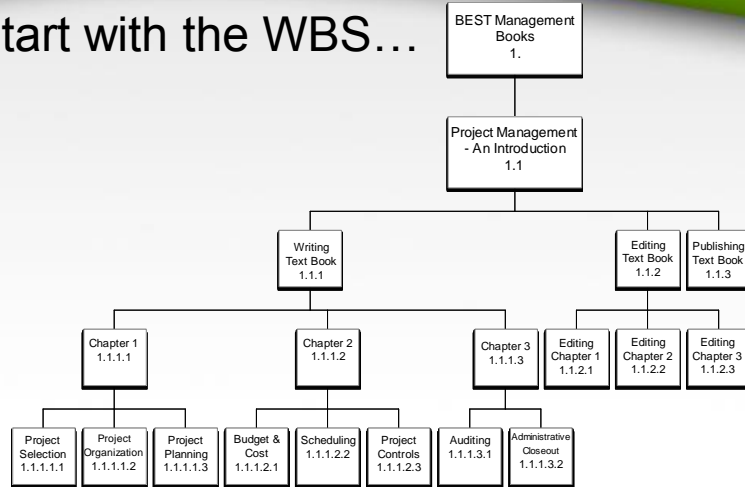 tart with the WBS…
BEST Management
Books
1.
Project Management
- An Introduction
1.1
Writing
Text Book
1.1.1
Editing
Text Book
1.1.2
Publishing
Text Book
1.1.3
Chapter 1
1.1.1.1
Chapter 2
1.1.1.2
Chapter 3
1.1.1.3
Editing
Chapter 1
1.1.2.1
Editing
Chapter 2
1.1.2.2
Editing
Chapter 3
1.1.2.3
Project
Selection
1.1.1.1.1
Project
Organization
1.1.1.1.2
Project
Planning
1.1.1.1.3
Budget &
Cost
1.1.1.2.1
Scheduling
1.1.1.2.2
Project
Controls
1.1.1.2.3
Auditing
1.1.1.3.1
Administrative
Closeout
1.1.1.3.2